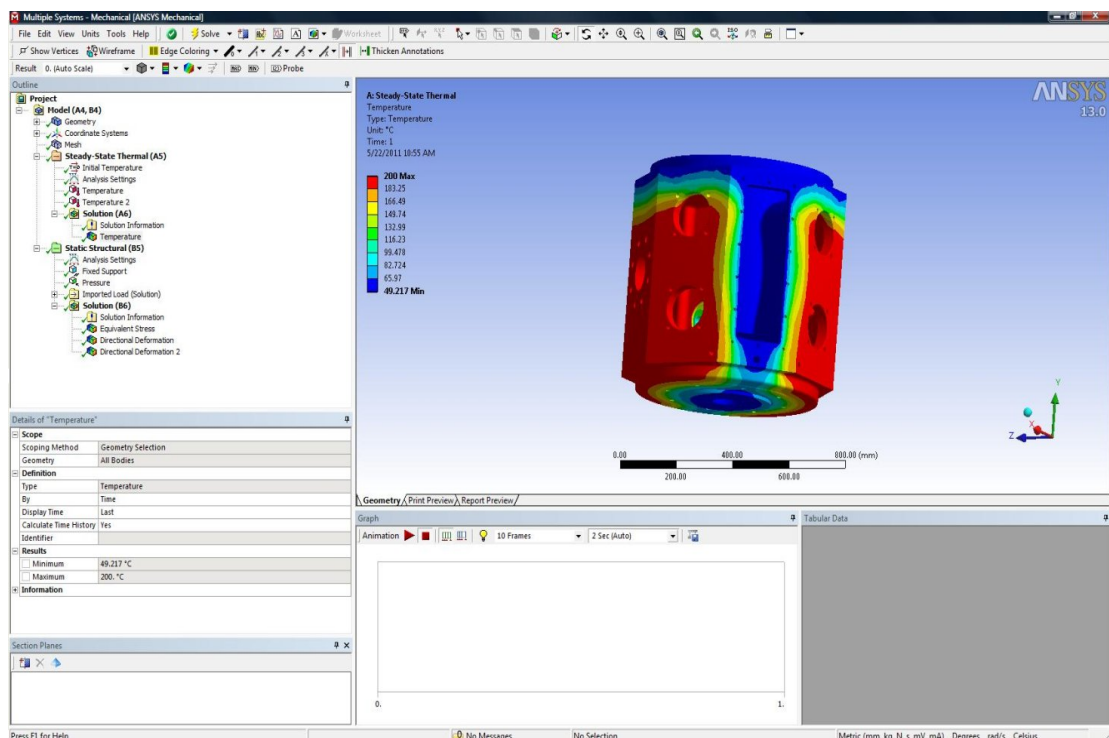 Multiple Systems - Mechanical [ANSYS Mechanical]
File Edit View Units Tools Help Solve Worksheet
Show Vertices Wireframe Edge Coloring Thicken Annotations
Result 0. (Auto Scale) Probe
Outline
Project
Model (A4, B4)
Geometry
Coordinate Systems
Mesh
Steady-State Thermal (A5)
Initial Temperature
Analysis Settings
Temperature
Temperature 2
Solution (A6)
Solution Information
Temperature
Static Structural (B5)
Analysis Settings
Fixed Support
Pressure
Imported Load (Solution)
Solution (B6)
Solution Information
Equivalent Stress
Directional Deformation
Directional Deformation 2
Details of "Temperature"
Scope
Scoping Method Geometry Selection
Geometry All Bodies
Definition
Type Temperature
By Time
Display Time Last
Calculate Time History Yes
Identifier
Results
Minimum 49.217 °C
Maximum 200. °C
Information
Section Planes
A: Steady-State Thermal
Temperature
Type: Temperature
Unit: °C
Time: 1
5/22/2011 10:55 AM
200 Max
183.25
166.49
149.74
132.99
116.23
99.478
82.724
65.97
49.217 Min
ANSYS
13.0
Y
X
Z
0.00 400.00 800.00 (mm)
200.00 600.00
Geometry Print Preview Report Preview
Graph
Animation 10 Frames 2 Sec (Auto)
0. 1.
Tabular Data
Press F1 for Help No Messages No Selection Metric (mm, kg, N, s, mV, mA) Degrees rad/s Celsius